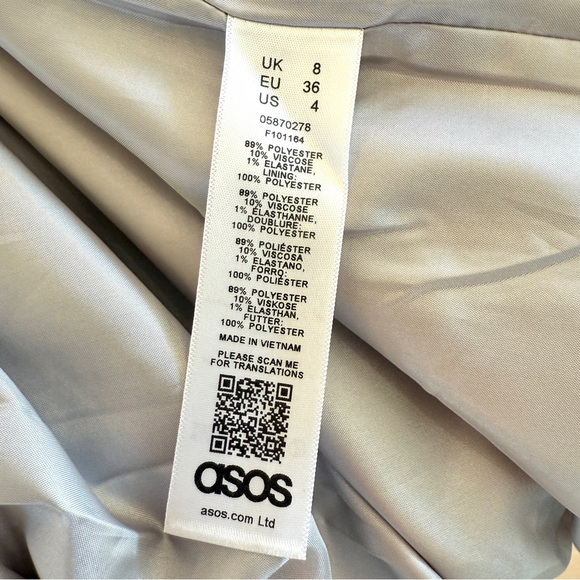 UK 8
EU 36
US 4
05870278
F101164
89% POLYESTER
10% VISCOSE
1% ELASTANE,
LINING:
100% POLYESTER
89% POLYESTER
10% VISCOSE
1% ÉLASTHANNE,
DOUBLURE:
100% POLYESTER
89% POLIÉSTER
10% VISCOSA
1% ELASTANO,
FORRO:
100% POLIÉSTER
89% POLYESTER
10% VISKOSE
1% ELASTHAN,
FUTTER:
100% POLYESTER
MADE IN VIETNAM
PLEASE SCAN ME
FOR TRANSLATIONS
asos
asos.com Ltd